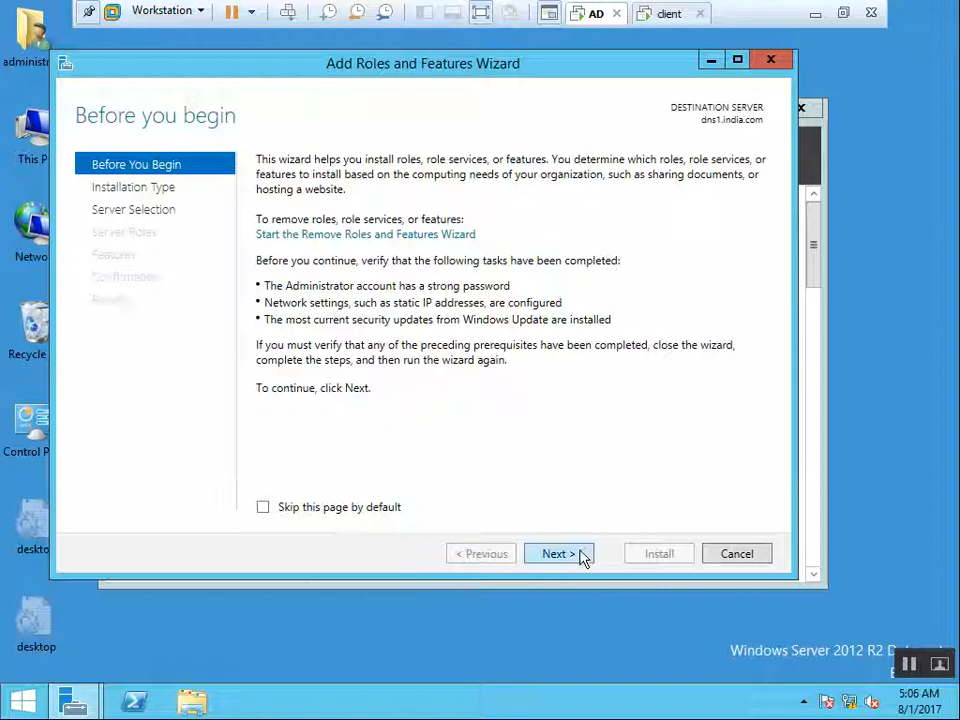 administr
Workstation
AD
client
Add Roles and Features Wizard
Before you begin
DESTINATION SERVER
dns1.india.com
Before You Begin
Installation Type
Server Selection
Server Roles
Features
Confirmation
Results
This wizard helps you install roles, role services, or features. You determine which roles, role services, or
features to install based on the computing needs of your organization, such as sharing documents, or
hosting a website.
To remove roles, role services, or features:
Start the Remove Roles and Features Wizard
Before you continue, verify that the following tasks have been completed:
• The Administrator account has a strong password
• Network settings, such as static IP addresses, are configured
• The most current security updates from Windows Update are installed
If you must verify that any of the preceding prerequisites have been completed, close the wizard,
complete the steps, and then run the wizard again.
To continue, click Next.
Skip this page by default
< Previous
Next >
Install
Cancel
This P
Netwo
Recycle
Control P
deskto
desktop
Windows Server 2012 R2 D
5:06 AM
8/1/2017